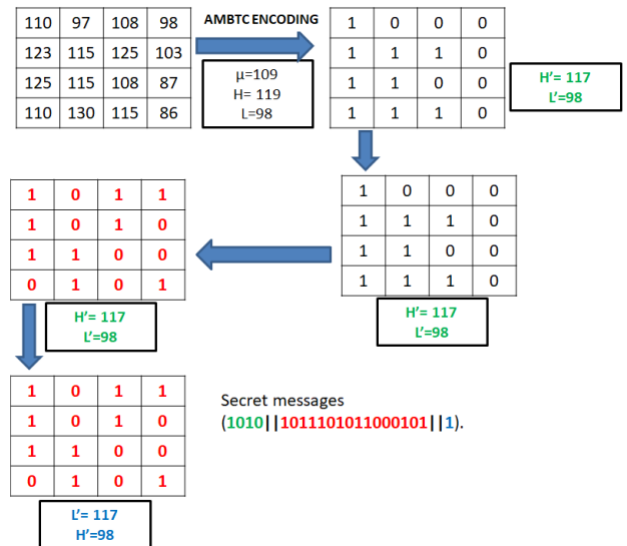 110 97 108 98
123 115 125 103
125 115 108 87
110 130 115 86
AMBTC ENCODING
μ=109
H= 119
L=98
1 0 0 0
1 1 1 0
1 1 0 0
1 1 1 0
H'= 117
L'=98
1 0 0 0
1 1 1 0
1 1 0 0
1 1 1 0
H'= 117
L'=98
1 0 1 1
1 0 1 0
1 1 0 0
0 1 0 1
H'= 117
L'=98
1 0 1 1
1 0 1 0
1 1 0 0
0 1 0 1
L'= 117
H'=98
Secret messages
(1010||1011101011000101||1).